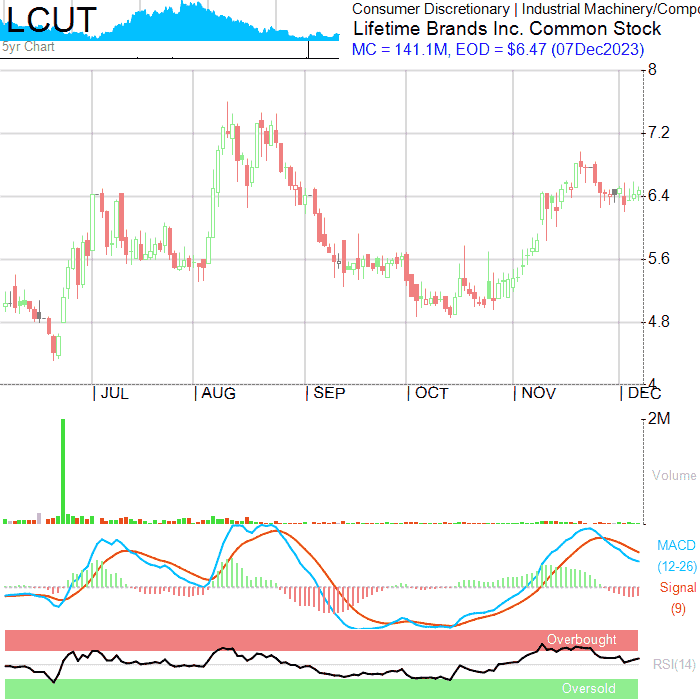 LCUT
5yr Chart
Consumer Discretionary | Industrial Machinery/Compo
Lifetime Brands Inc. Common Stock
MC = 141.1M, EOD = $6.47 (07Dec2023)
8
7.2
6.4
5.6
4.8
4
JUL AUG SEP OCT NOV DEC
2M
Volume
MACD
(12-26)
Signal
(9)
Overbought
RSI(14)
Oversold